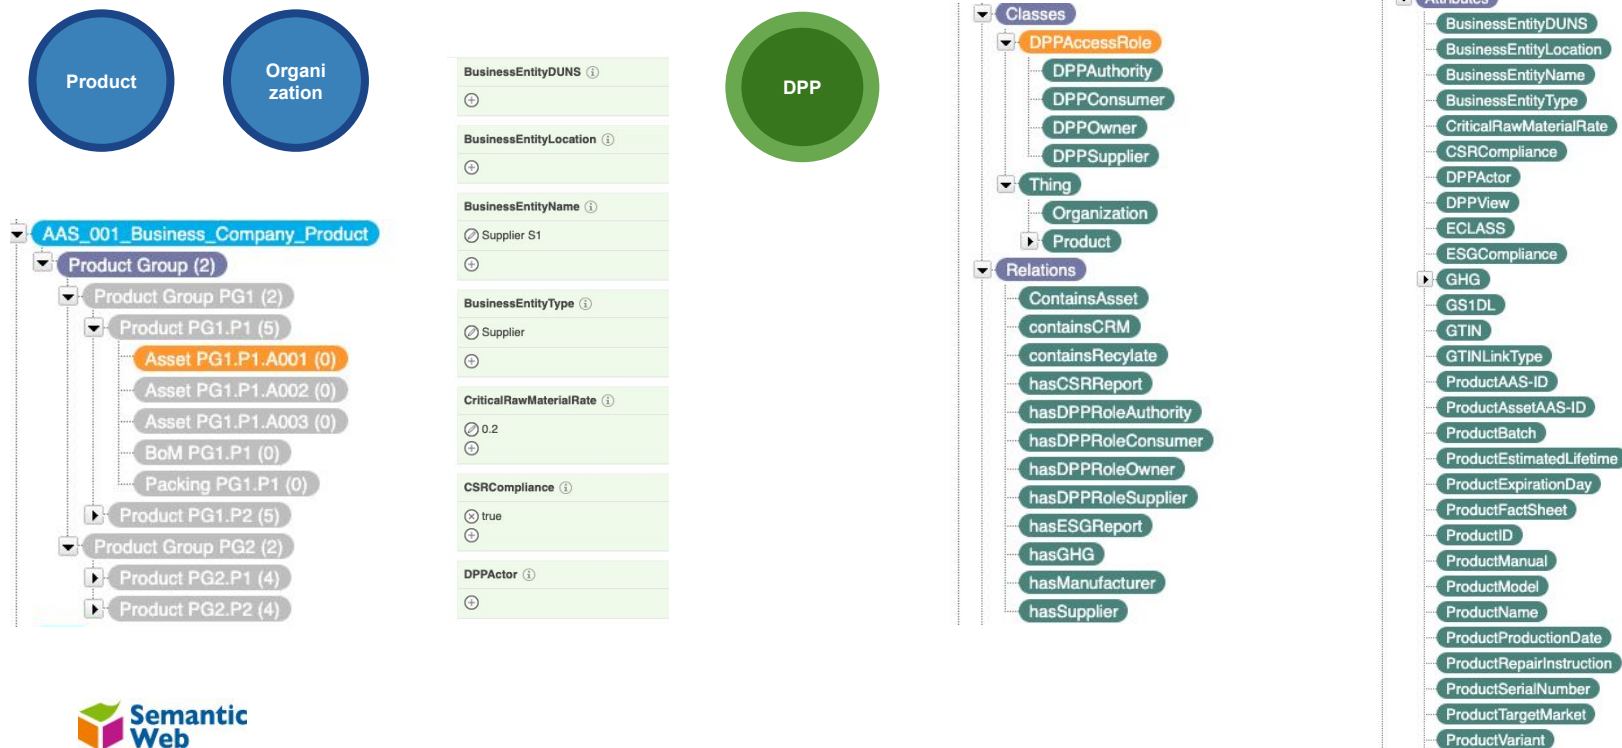 Product
Organi
zation
AAS_001_Business_Company_Product
Product Group (2)
Product Group PG1 (2)
Product PG1.P1 (5)
Asset PG1.P1.A001 (0)
Asset PG1.P1.A002 (0)
Asset PG1.P1.A003 (0)
BoM PG1.P1 (0)
Packing PG1.P1 (0)
Product PG1.P2 (5)
Product Group PG2 (2)
Product PG2.P1 (4)
Product PG2.P2 (4)
Semantic
Web
BusinessEntityDUNS
BusinessEntityLocation
BusinessEntityName
Supplier S1
BusinessEntityType
Supplier
CriticalRawMaterialRate
0.2
CSRCompliance
true
DPPActor
DPP
Classes
DPPAccessRole
DPPAuthority
DPPConsumer
DPPOwner
DPPSupplier
Thing
Organization
Product
Relations
ContainsAsset
containsCRM
containsRecylate
hasCSRReport
hasDPPRoleAuthority
hasDPPRoleConsumer
hasDPPRoleOwner
hasDPPRoleSupplier
hasESGReport
hasGHG
hasManufacturer
hasSupplier
Attributes
BusinessEntityDUNS
BusinessEntityLocation
BusinessEntityName
BusinessEntityType
CriticalRawMaterialRate
CSRCompliance
DPPActor
DPPView
ECLASS
ESGCompliance
GHG
GS1DL
GTIN
GTINLinkType
ProductAAS-ID
ProductAssetAAS-ID
ProductBatch
ProductEstimatedLifetime
ProductExpirationDay
ProductFactSheet
ProductID
ProductManual
ProductModel
ProductName
ProductProductionDate
ProductRepairInstruction
ProductSerialNumber
ProductTargetMarket
ProductVariant